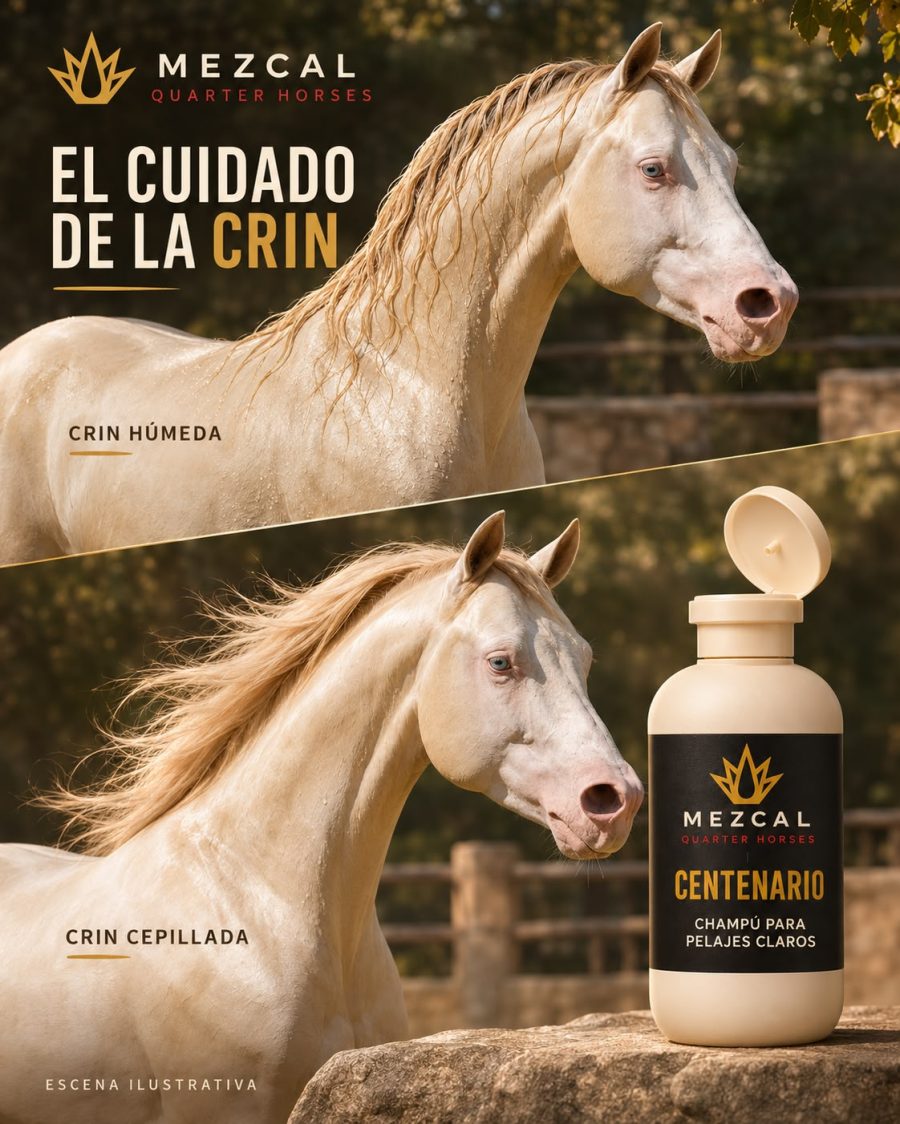 MEZCAL
QUARTER HORSES
EL CUIDADO
DE LA CRIN
CRIN HÚMEDA
CRIN CEPILLADA
MEZCAL
QUARTER HORSES
CENTENARIO
CHAMPÚ PARA
PELAJES CLAROS
ESCENA ILUSTRATIVA